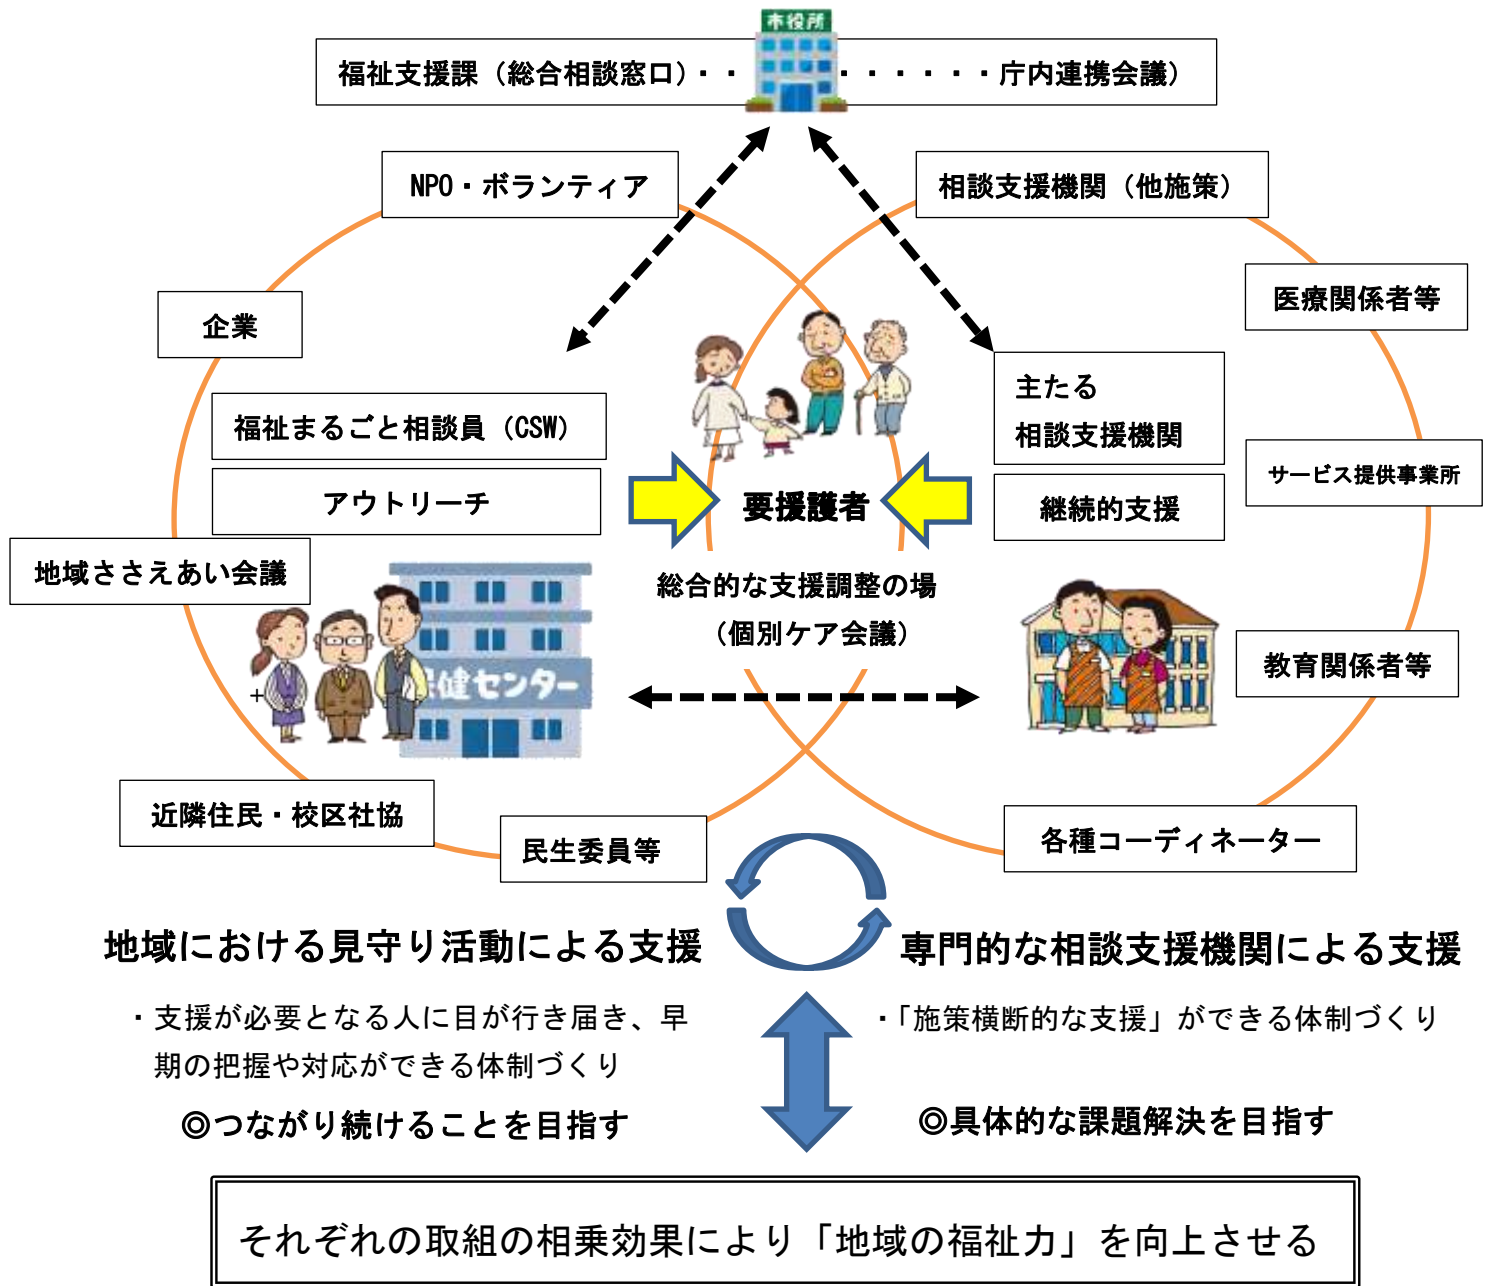 市役所
福祉支援課（総合相談窓口）・・
・・・・・・庁内連携会議）
NPO・ボランティア
相談支援機関（他施策）
企業
医療関係者等
福祉まるごと相談員（CSW）
アウトリーチ
主たる
相談支援機関
継続的支援
サービス提供事業所
要援護者
地域ささえあい会議
総合的な支援調整の場
（個別ケア会議）
健センター
教育関係者等
近隣住民・校区社協
民生委員等
各種コーディネーター
地域における見守り活動による支援
・支援が必要となる人に目が行き届き、早
期の把握や対応ができる体制づくり
◎つながり続けることを目指す
専門的な相談支援機関による支援
・「施策横断的な支援」ができる体制づくり
◎具体的な課題解決を目指す
それぞれの取組の相乗効果により「地域の福祉力」を向上させる